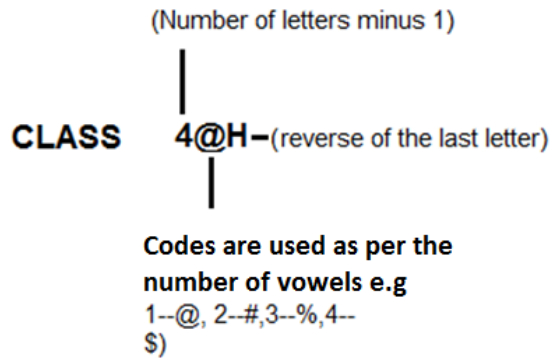 (Number of letters minus 1)
CLASS 4@H–(reverse of the last letter)
Codes are used as per the
number of vowels e.g
1--@, 2--#,3--%,4--
$)